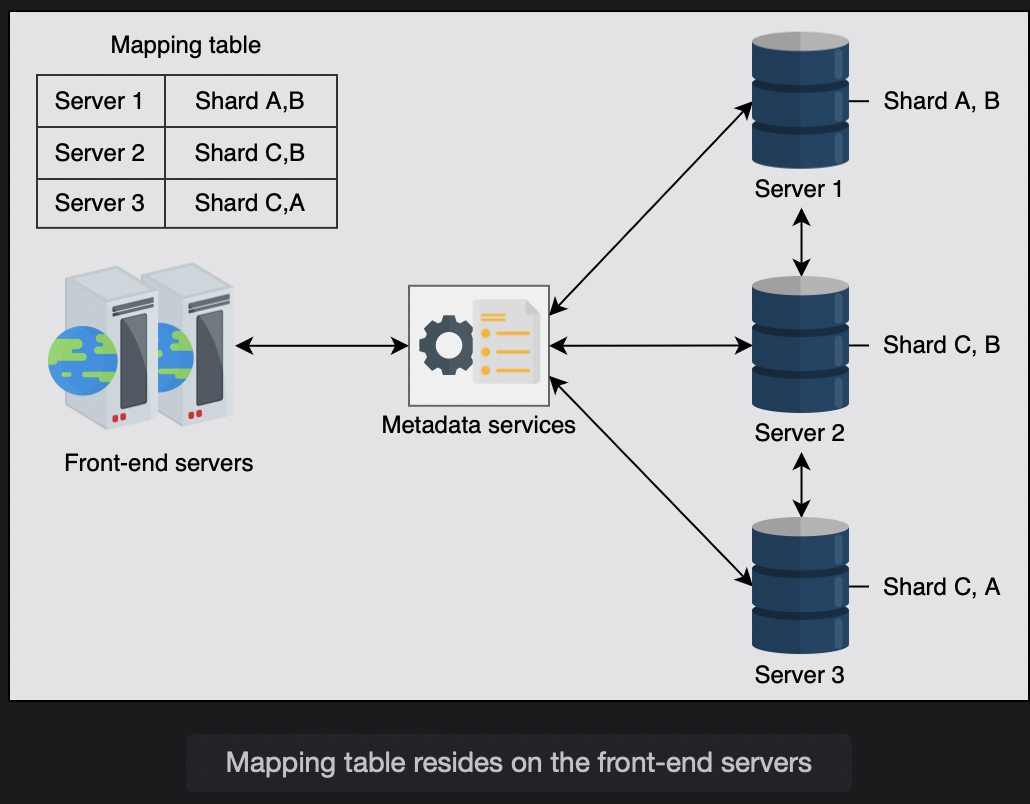 Mapping table
Server 1 Shard A,B
Server 2 Shard C,B
Server 3 Shard C,A
Front-end servers
Metadata services
Shard A, B
Server 1
Shard C, B
Server 2
Shard C, A
Server 3
Mapping table resides on the front-end servers